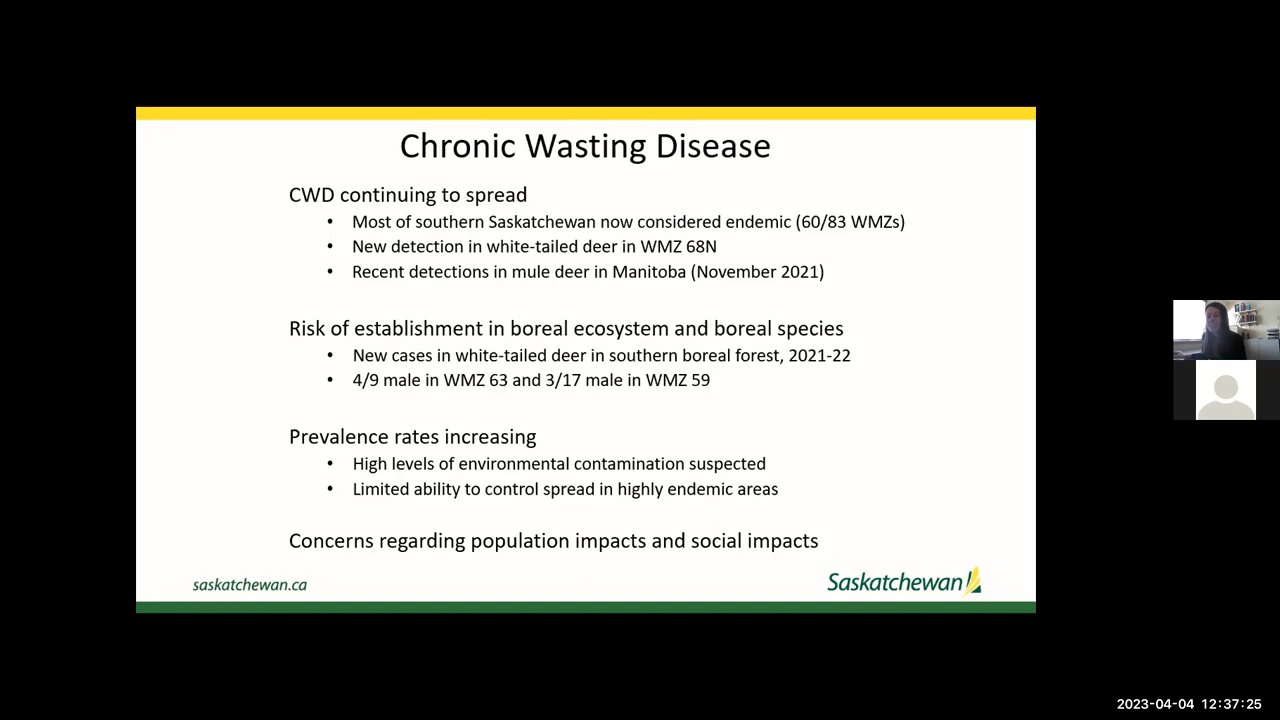 Chronic Wasting Disease
CWD continuing to spread
• Most of southern Saskatchewan now considered endemic (60/83 WMZs)
• New detection in white-tailed deer in WMZ 68N
• Recent detections in mule deer in Manitoba (November 2021)
Risk of establishment in boreal ecosystem and boreal species
• New cases in white-tailed deer in southern boreal forest, 2021-22
• 4/9 male in WMZ 63 and 3/17 male in WMZ 59
Prevalence rates increasing
• High levels of environmental contamination suspected
• Limited ability to control spread in highly endemic areas
Concerns regarding population impacts and social impacts
saskatchewan.ca
Saskatchewan
2023-04-04 12:37:25